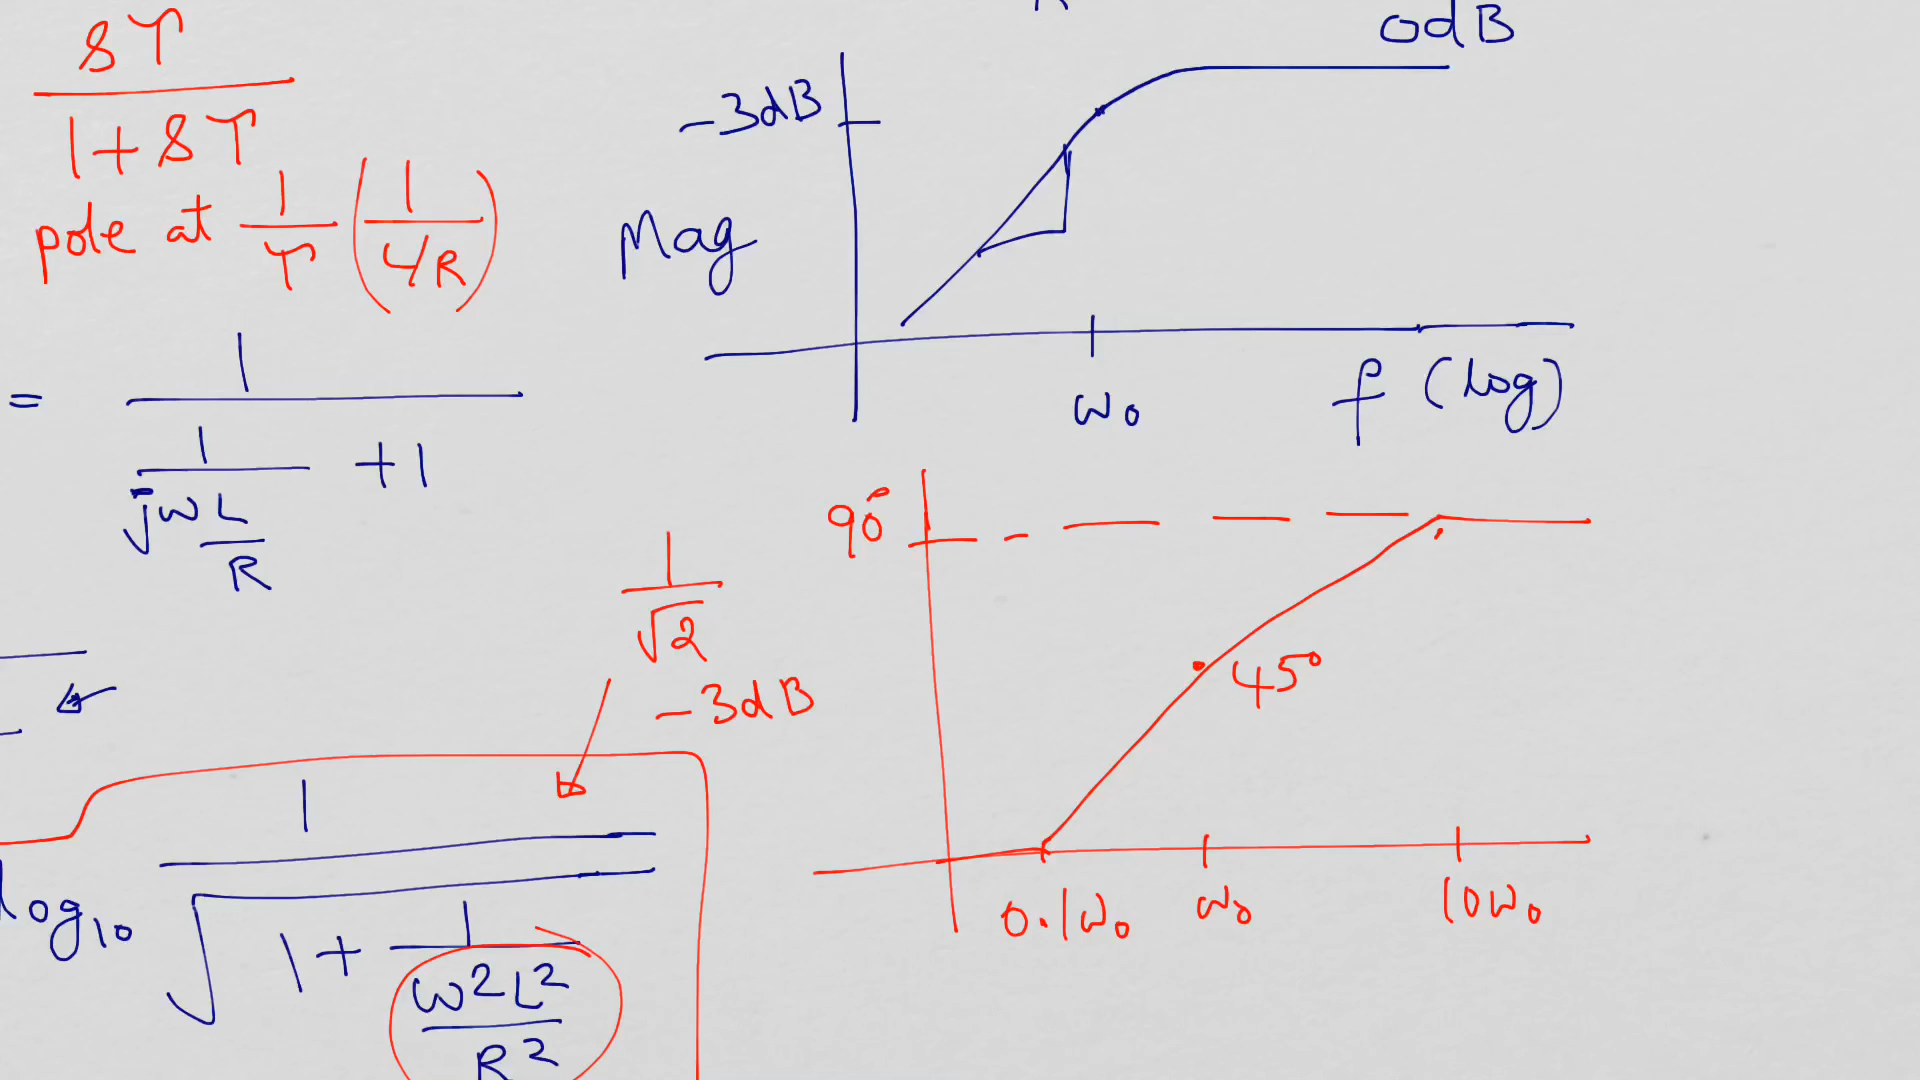 sτ
1+sτ
pole at 1/τ (1/L/R)
= 1
1 +1
jωL
R
0dB
-3dB
Mag
ω₀
f (log)
90°
45°
0.1ω₀ ω₀ 10ω₀
1
√2
-3dB
1
log₁₀ √ 1+ 1
ω²L²
R²